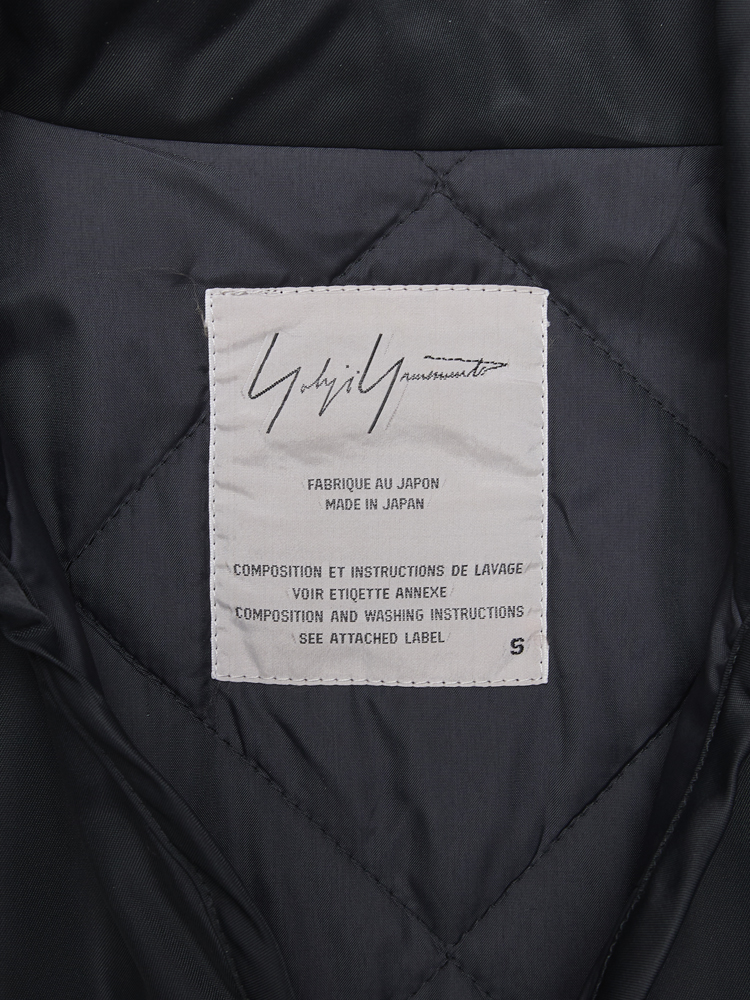 Yohji Yamamoto
FABRIQUE AU JAPON
MADE IN JAPAN
COMPOSITION ET INSTRUCTIONS DE LAVAGE
VOIR ETIQETTE ANNEXE
COMPOSITION AND WASHING INSTRUCTIONS
SEE ATTACHED LABEL
S